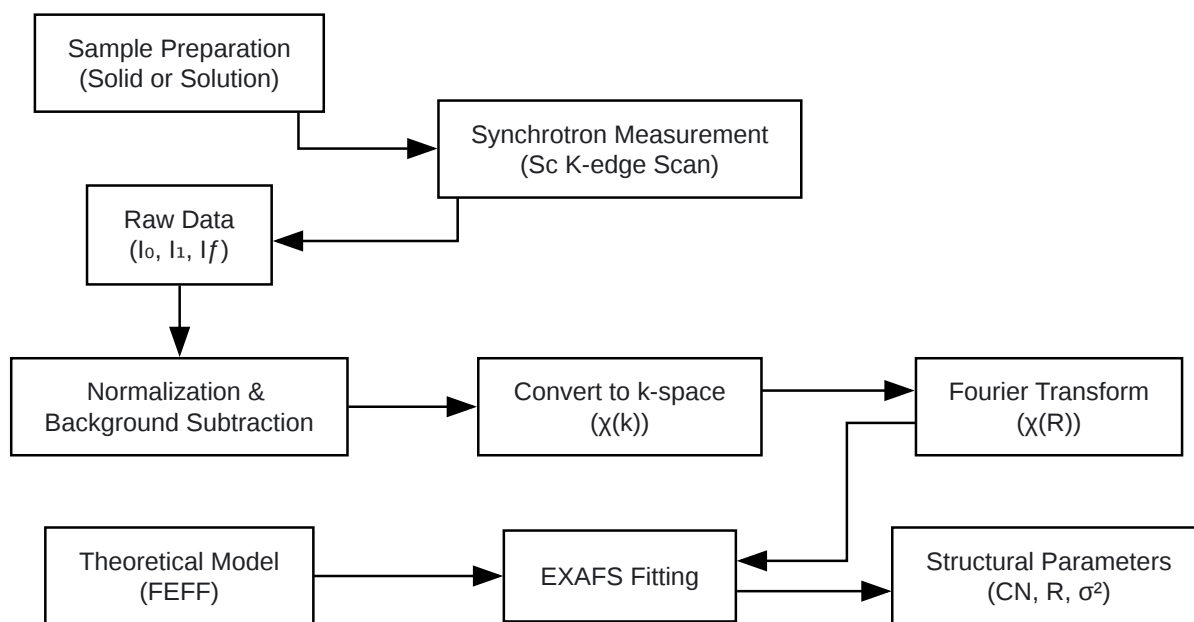 Sample Preparation
(Solid or Solution)
Synchrotron Measurement
(Sc K-edge Scan)
Raw Data
(I₀, I₁, Iƒ)
Normalization &
Background Subtraction
Convert to k-space
(χ(k))
Fourier Transform
(χ(R))
Theoretical Model
(FEFF)
EXAFS Fitting
Structural Parameters
(CN, R, σ²)